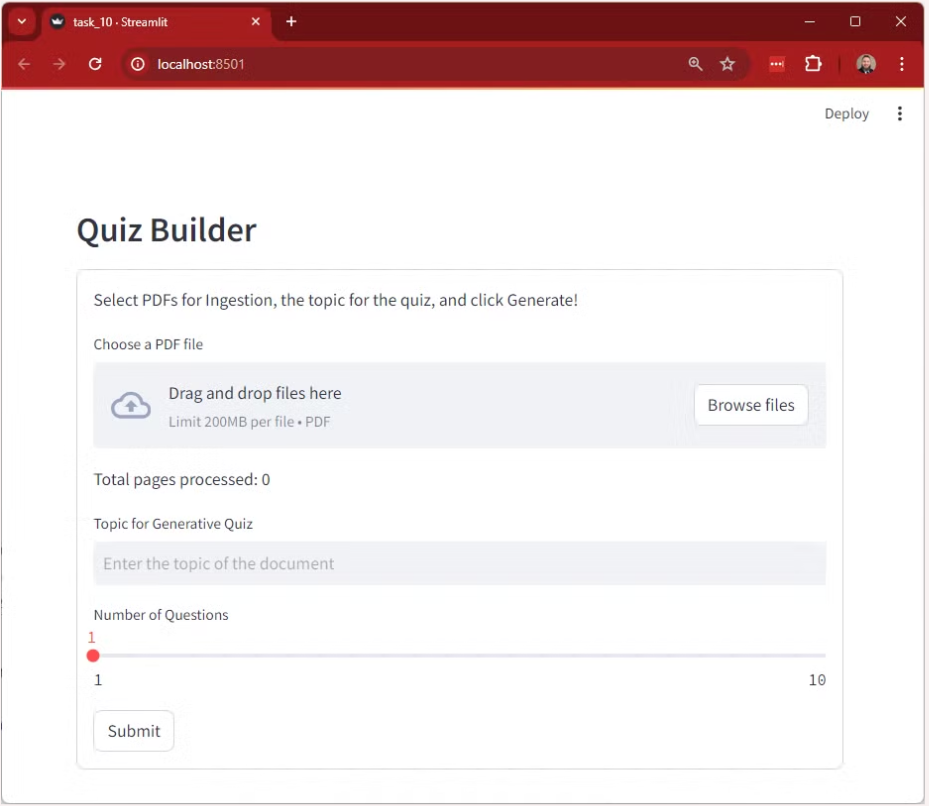 task_10 · Streamlit
localhost:8501
Deploy
Quiz Builder
Select PDFs for Ingestion, the topic for the quiz, and click Generate!
Choose a PDF file
Drag and drop files here
Limit 200MB per file • PDF
Browse files
Total pages processed: 0
Topic for Generative Quiz
Enter the topic of the document
Number of Questions
1
1 10
Submit